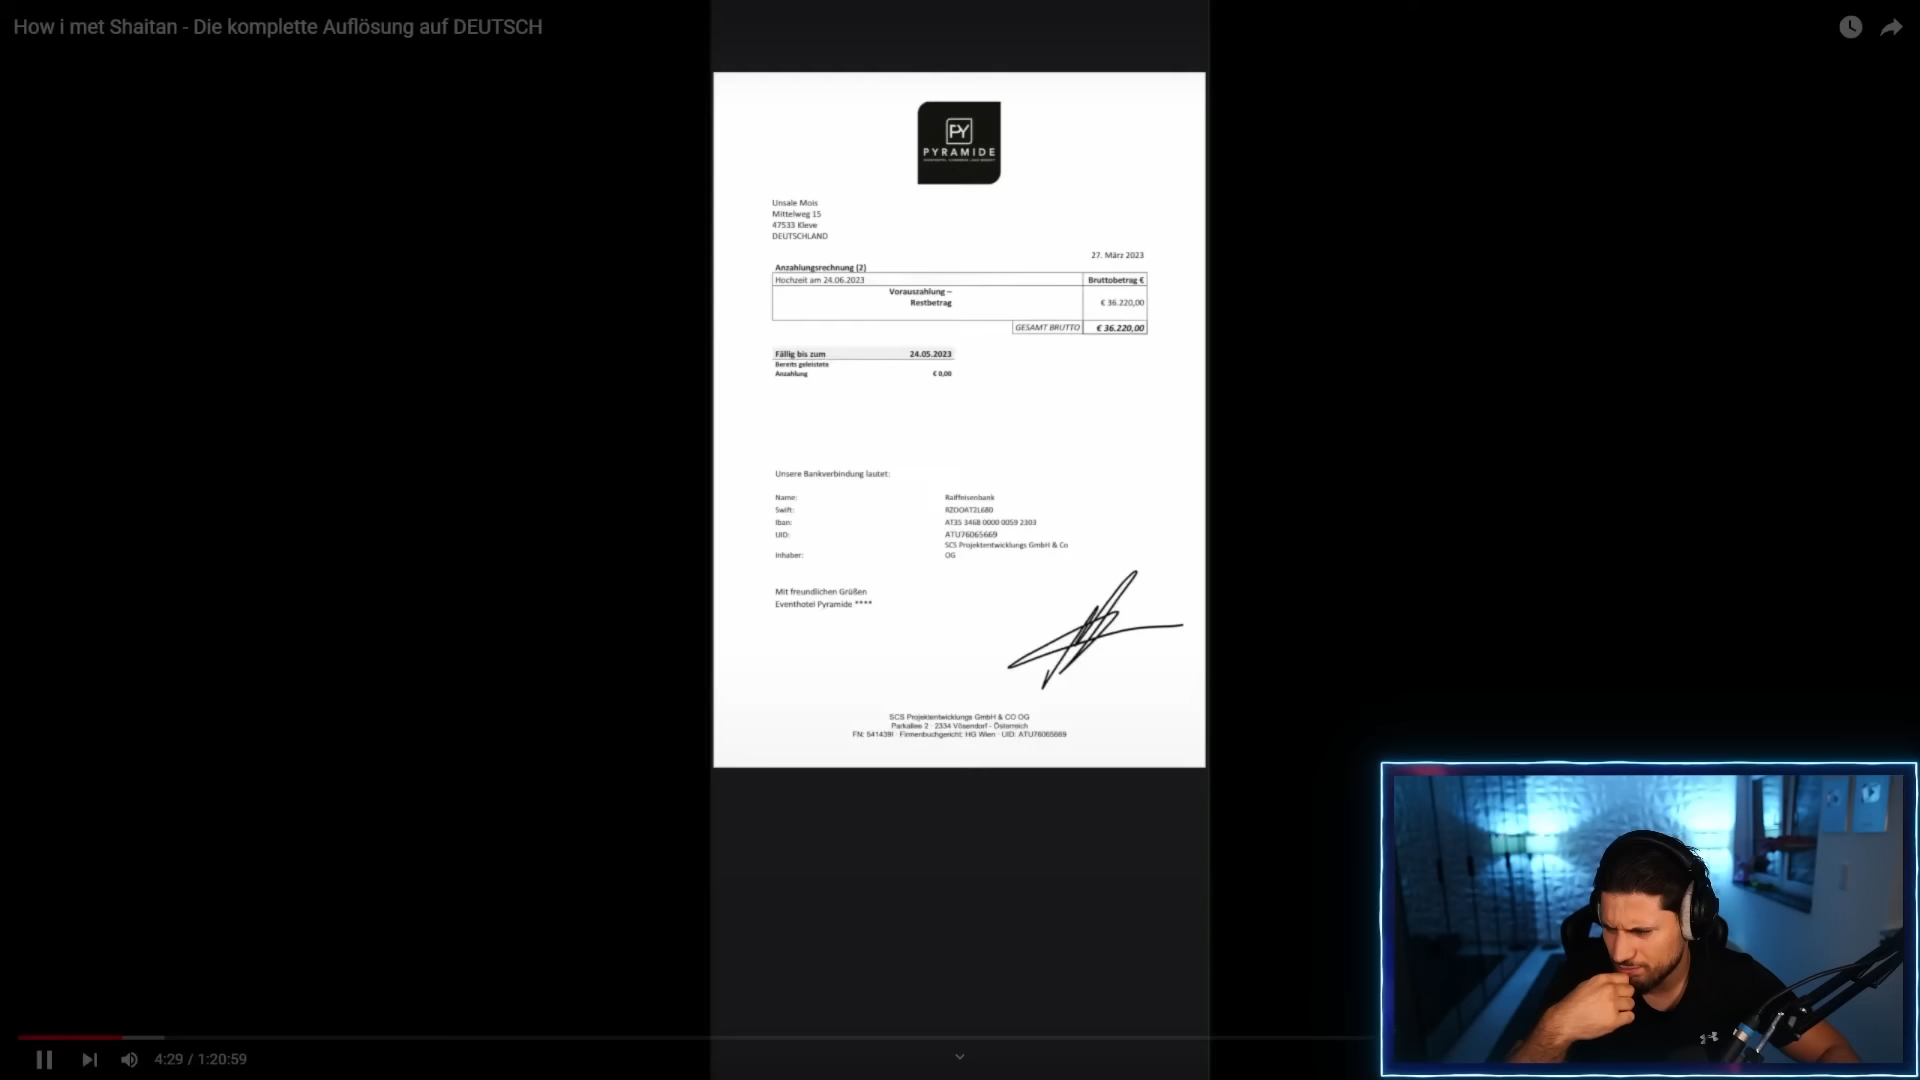 How i met Shaitan - Die komplette Auflösung auf DEUTSCH
PY
PYRAMIDE
Unsale Mois
Mittelweg 15
47533 Kleve
DEUTSCHLAND
27. März 2023
Anzahlungsrechnung (2)
Hochzeit am 24.06.2023 Bruttobetrag €
Vorauszahlung –
Restbetrag € 36.220,00
GESAMT BRUTTO € 36.220,00
Fällig bis zum 24.05.2023
Bereits geleistete
Anzahlung € 0,00
Unsere Bankverbindung lautet:
Name: Raiffeisenbank
Swift: RZOOAT2L680
Iban: AT35 3468 0000 0059 2303
UID: ATU76065669
SCS Projektentwicklungs GmbH & Co
Inhaber: OG
Mit freundlichen Grüßen
Eventhotel Pyramide ****
SCS Projektentwicklungs GmbH & CO OG
Parkallee 2 · 2334 Vösendorf - Österreich
FN: 541439i · Firmenbuchgericht: HG Wien · UID: ATU76065669
4:29 / 1:20:59